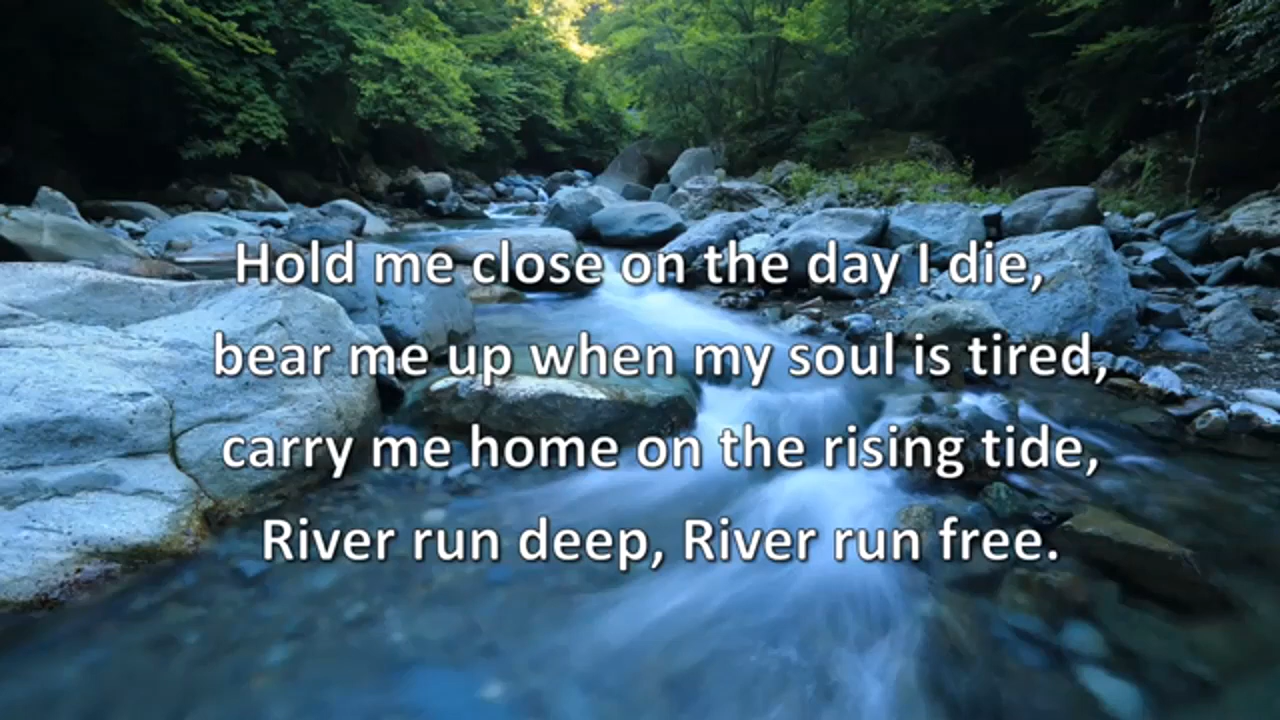 Hold me close on the day I die,
bear me up when my soul is tired,
carry me home on the rising tide,
River run deep, River run free.